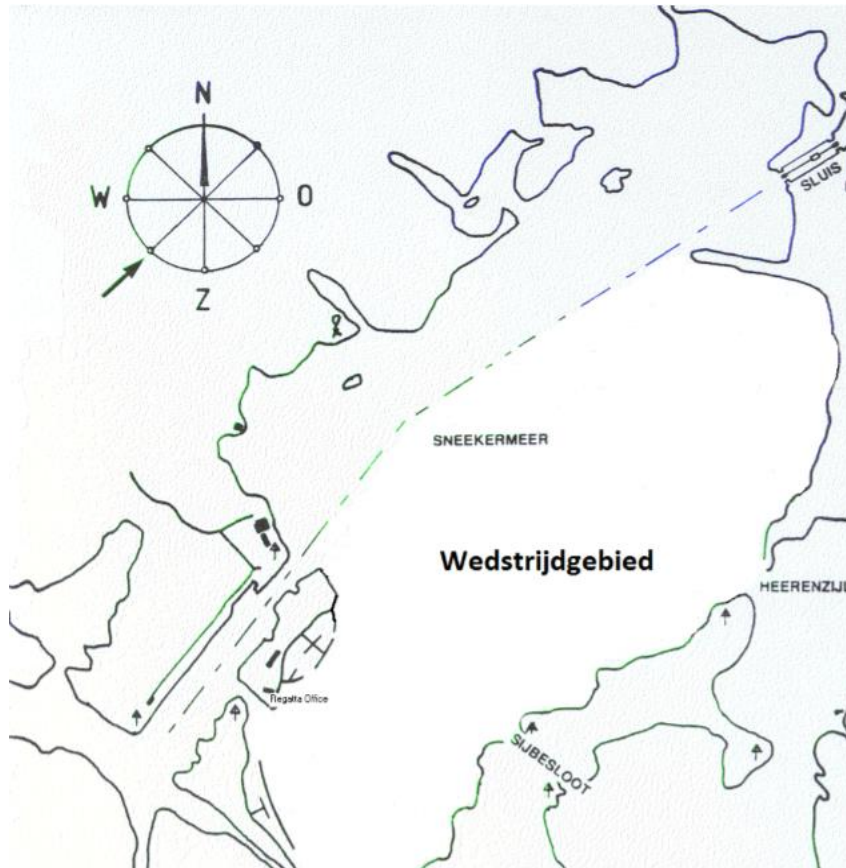 N
W
O
Z
SLUIS
SNEEKERMEER
Wedstrijdgebied
HEERENZIJL
Regatta Office
SIJBESLOOT